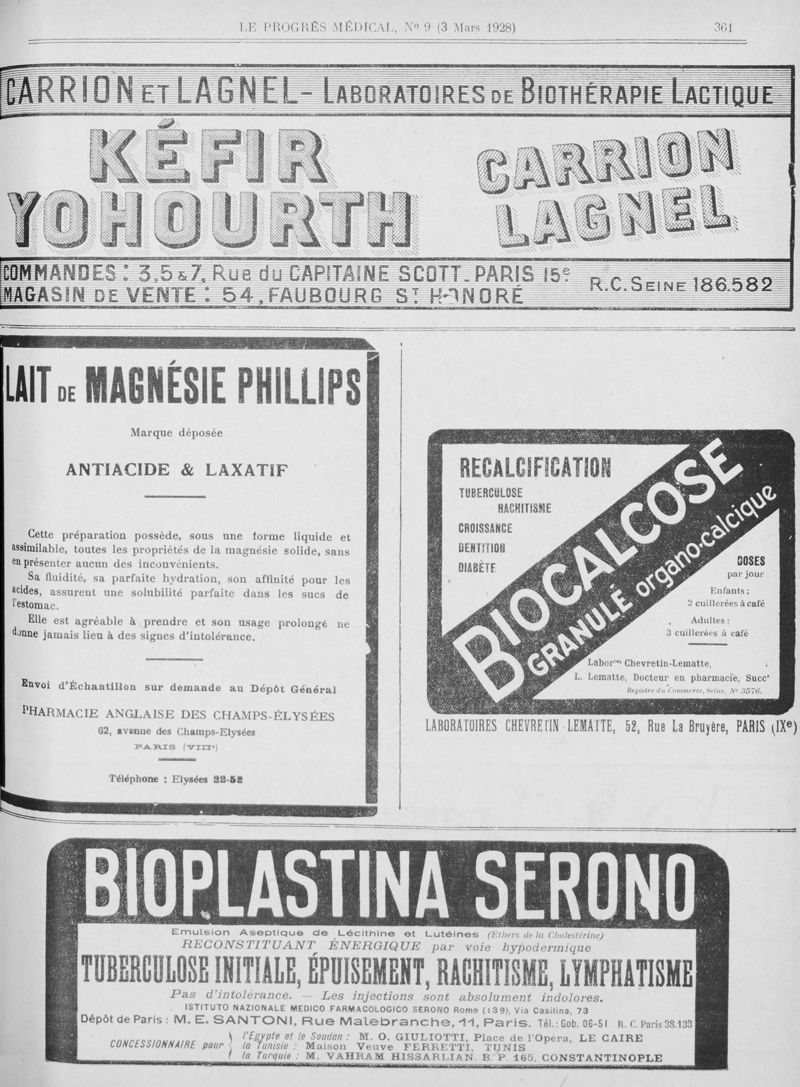 LE PROGRÈS MÉDICAL, No 9 (3 Mars 1928) 361
CARRION ET LAGNEL - LABORATOIRES DE BIOTHÉRAPIE LACTIQUE
KÉFIR
YOHOURTH
CARRION
LAGNEL
COMMANDES : 3,5 & 7, Rue du CAPITAINE SCOTT_PARIS 15e
MAGASIN DE VENTE : 54, FAUBOURG ST HONORÉ
R.C. SEINE 186.582
LAIT DE MAGNÉSIE PHILLIPS
Marque déposée
ANTIACIDE & LAXATIF
Cette préparation possède, sous une forme liquide et
assimilable, toutes les propriétés de la magnésie solide, sans
en présenter aucun des inconvénients.
Sa fluidité, sa parfaite hydration, son affinité pour les
acides, assurent une solubilité parfaite dans les sucs de
l'estomac.
Elle est agréable à prendre et son usage prolongé ne
donne jamais lieu à des signes d'intolérance.
Envoi d'Échantillon sur demande au Dépôt Général
PHARMACIE ANGLAISE DES CHAMPS-ÉLYSÉES
62, avenue des Champs-Elysées
PARIS (VIIIe)
Téléphone : Elysées 22-52
RECALCIFICATION
TUBERCULOSE
RACHITISME
CROISSANCE
DENTITION
DIABÈTE
BIOCALCOSE
GRANULÉ organo-calcique
DOSES
par jour
Enfants :
2 cuillerées à café
Adultes :
3 cuillerées à café
Laborres Chevretin-Lematte,
L. Lematte, Docteur en pharmacie, Succr
Registre du Commerce, Seine, No 3576.
LABORATOIRES CHEVRETIN LEMATTE, 52, Rue La Bruyère, PARIS (IXe)
BIOPLASTINA SERONO
Emulsion Aseptique de Lécithine et Lutéines (Ethers de la Cholestérine)
RECONSTITUANT ÉNERGIQUE par voie hypodermique
TUBERCULOSE INITIALE, ÉPUISEMENT, RACHITISME, LYMPHATISME
Pas d'intolérance. — Les injections sont absolument indolores.
ISTITUTO NAZIONALE MEDICO FARMACOLOGICO SERONO Rome (139), Via Casilina, 73
Dépôt de Paris : M. E. SANTONI, Rue Malebranche, 11, Paris. Tél.: Gob. 06-51 R. C. Paris 38.133
CONCESSIONNAIRE pour
l'Egypte et le Soudan : M. O. GIULIOTTI, Place de l'Opéra, LE CAIRE
la Tunisie : Maison Veuve FERRETTI, TUNIS
la Turquie : M. VAHRAM HISSARLIAN, B. P. 165, CONSTANTINOPLE